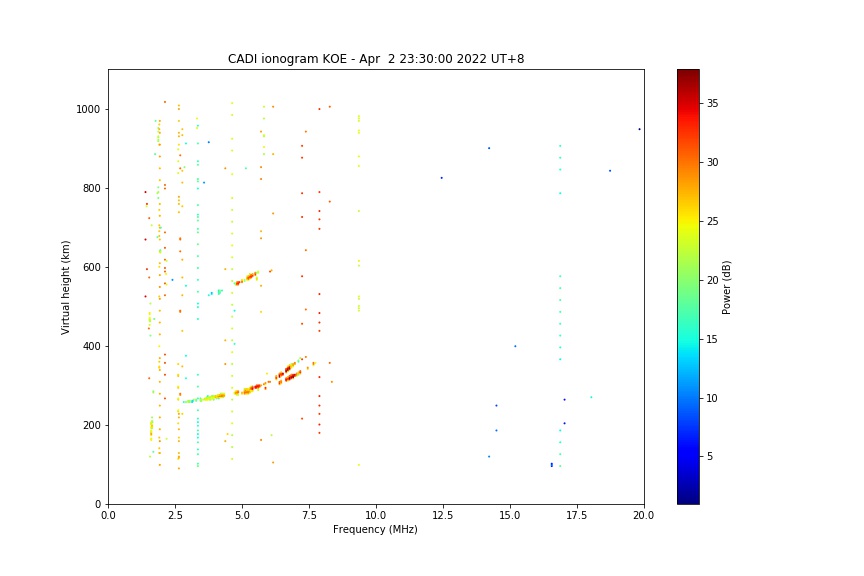 CADI ionogram KOE - Apr  2 23:30:00 2022 UT+8
1000
800
600
400
200
0
Virtual height (km)
0.0 2.5 5.0 7.5 10.0 12.5 15.0 17.5 20.0
Frequency (MHz)
35
30
25
20
15
10
5
Power (dB)